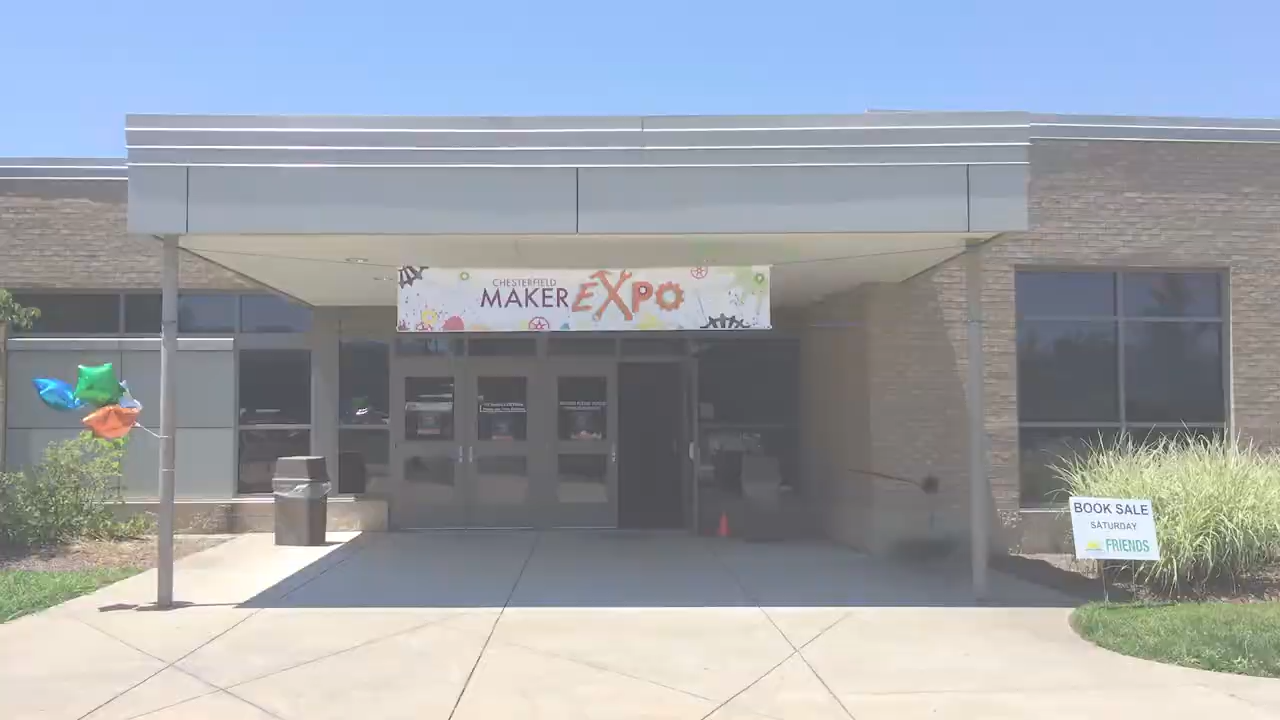 CHESTERFIELD
MAKER EXPO
BOOK SALE
SATURDAY
FRIENDS